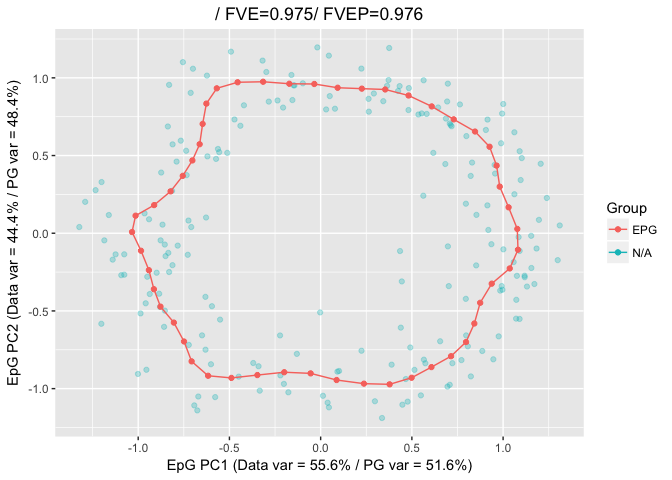 / FVE=0.975/ FVEP=0.976
EpG PC2 (Data var = 44.4% / PG var = 48.4%)
1.0
0.5
0.0
-0.5
-1.0
-1.0 -0.5 0.0 0.5 1.0
EpG PC1 (Data var = 55.6% / PG var = 51.6%)
Group
EPG
N/A